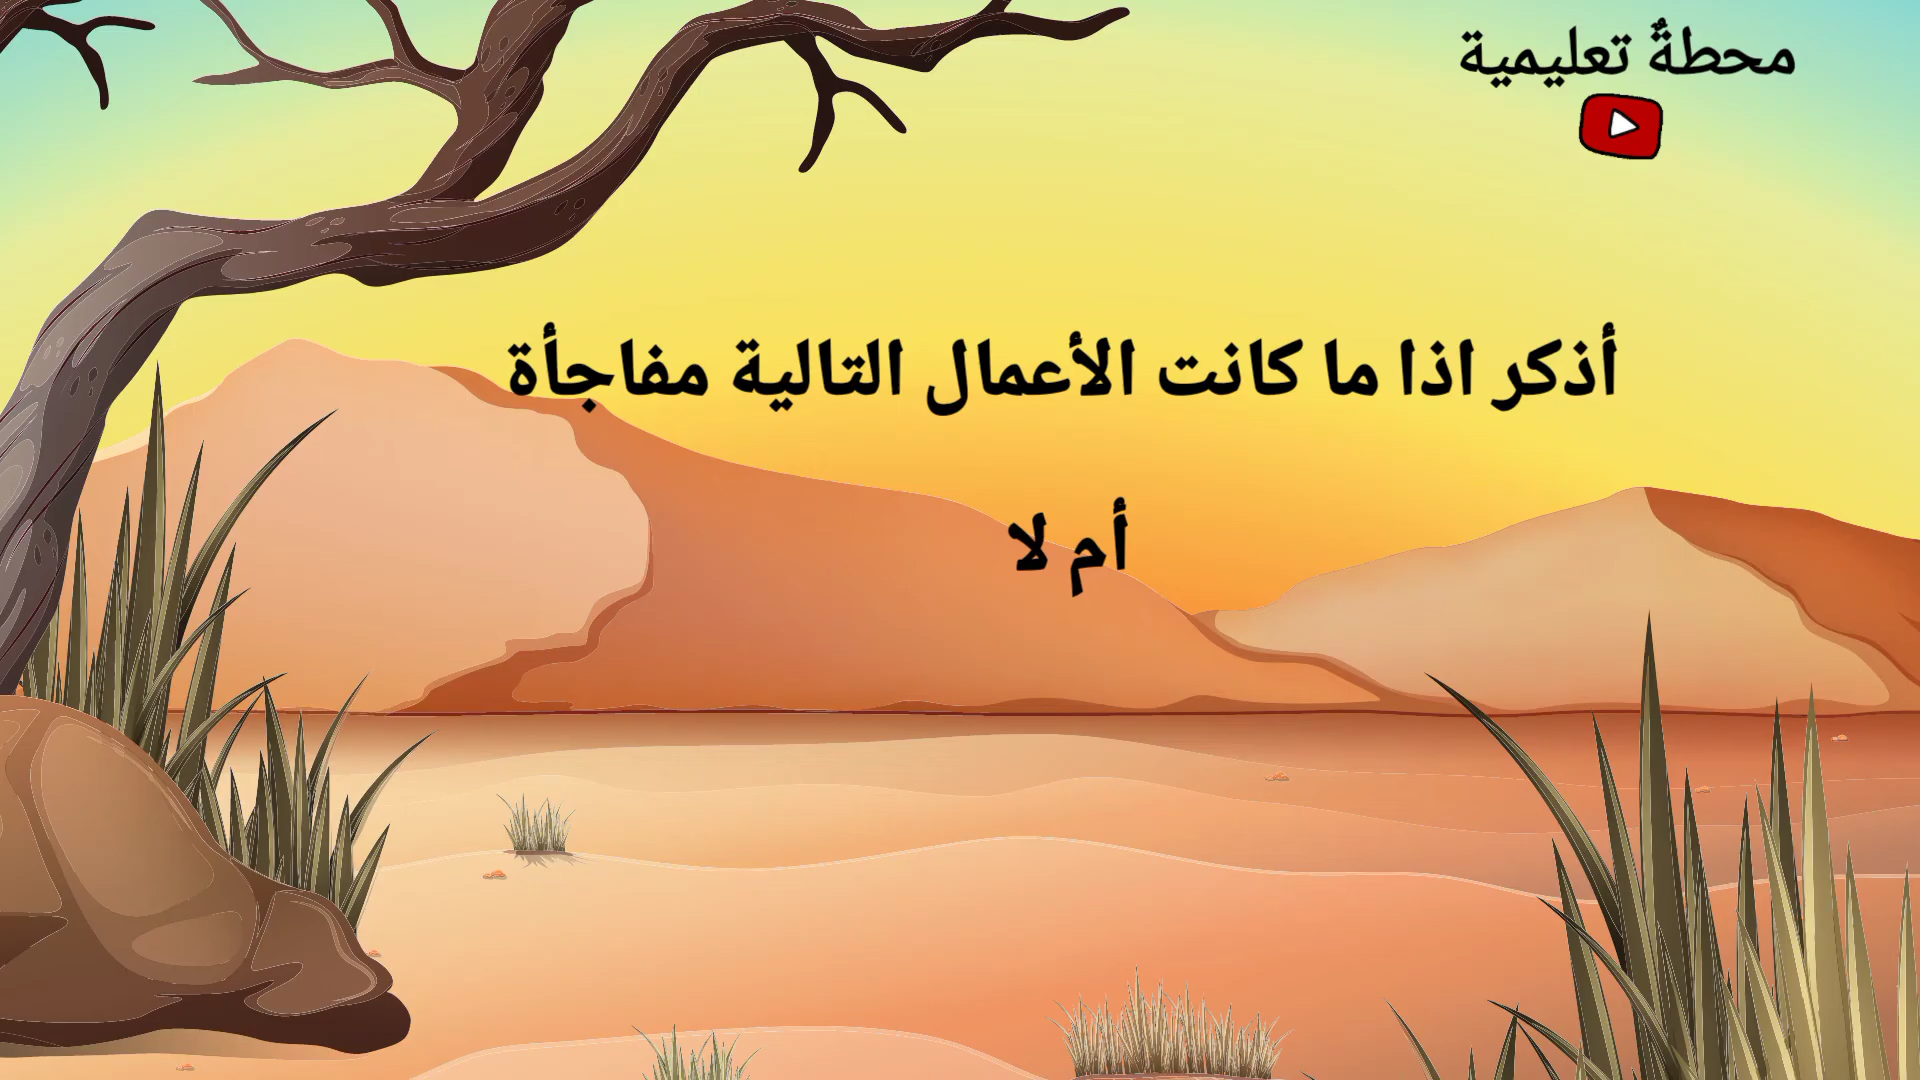 محطةٌ تعليمية
أذكر اذا ما كانت الأعمال التالية مفاجأة
أم لا